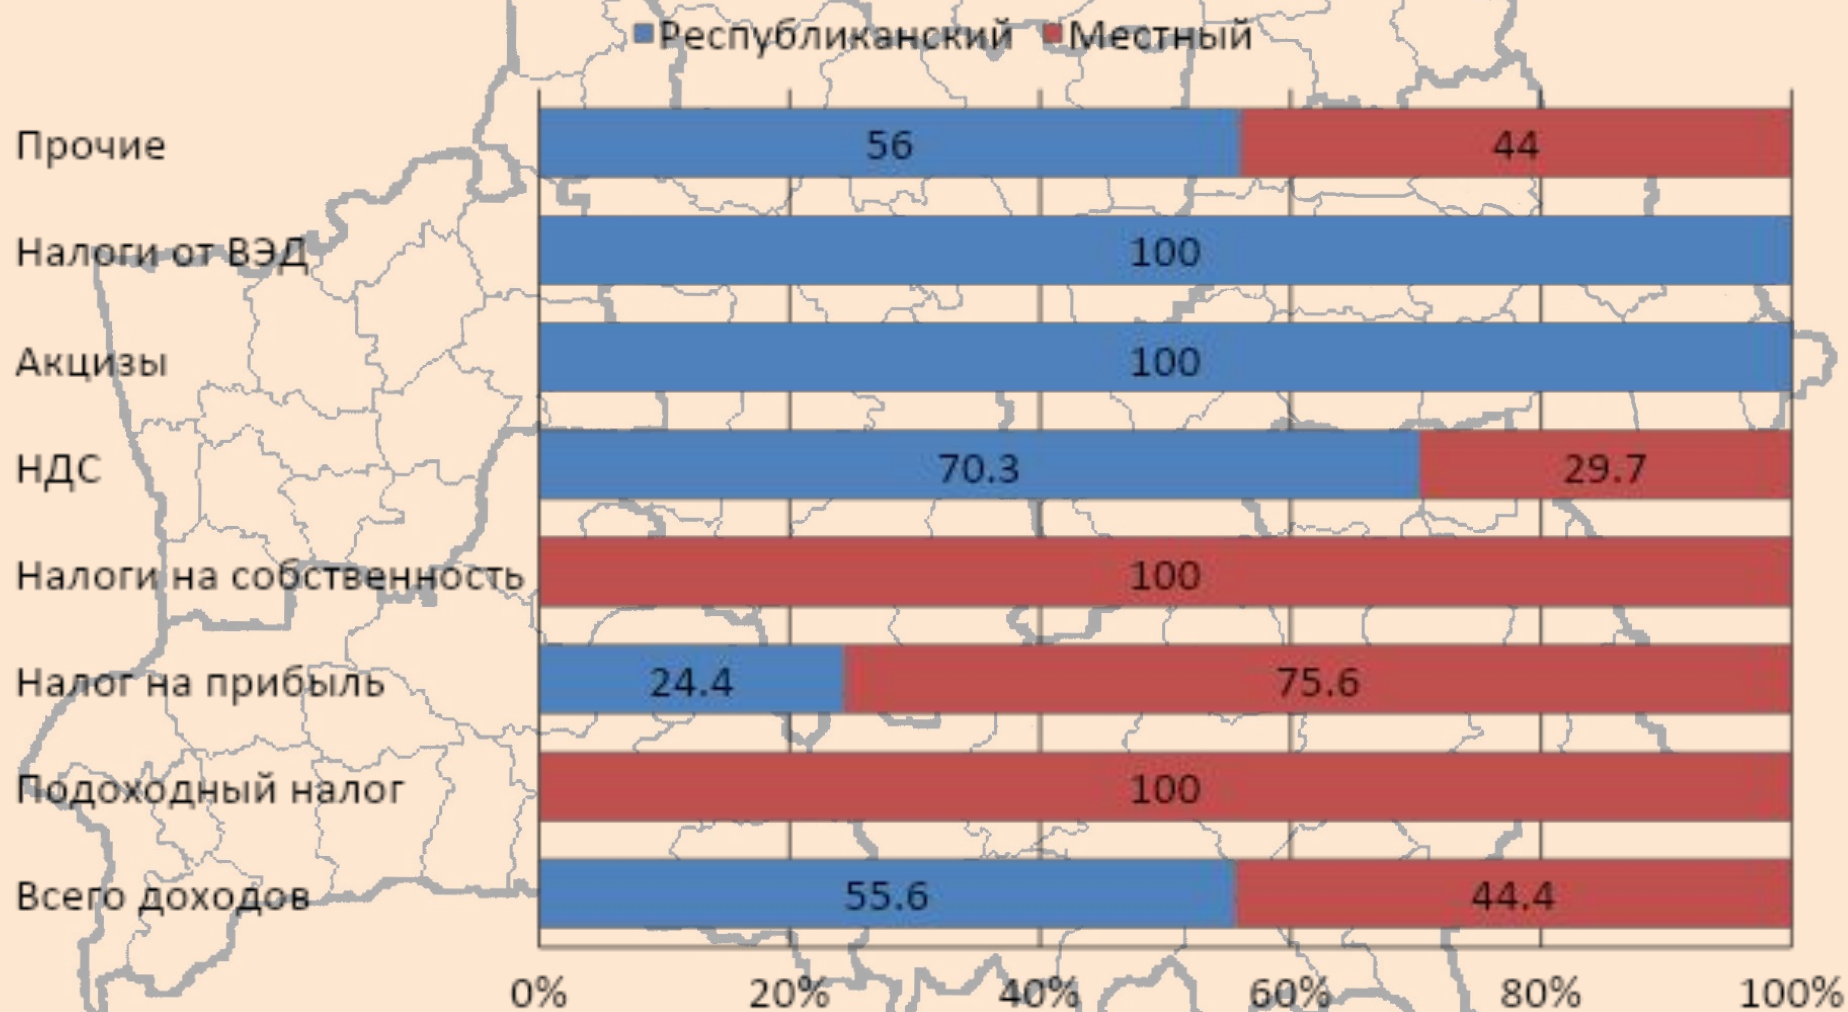 Республиканский Местный
Прочие 56 44
Налоги от ВЭД 100
Акцизы 100
НДС 70.3 29.7
Налоги на собственность 100
Налог на прибыль 24.4 75.6
Подоходный налог 100
Всего доходов 55.6 44.4
0% 20% 40% 60% 80% 100%